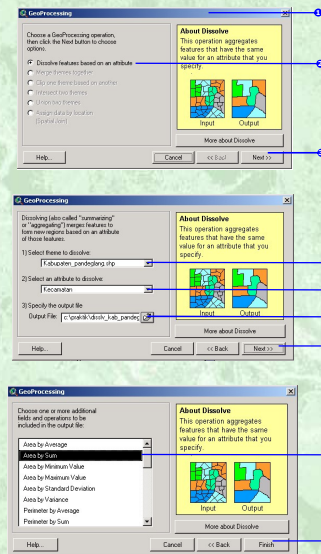 GeoProcessing
Choose a GeoProcessing operation,
then click the Next button to choose
options.
Dissolve features based on an attribute
Merge themes together
Clip one theme based on another
Intersect two themes
Union two themes
Assign data by location
(Spatial Join)
About Dissolve
This operation aggregates
features that have the same
value for an attribute that you
specify.
Input Output
More about Dissolve
Help... Cancel << Back Next >>
GeoProcessing
Dissolving (also called "summarizing"
or "aggregating") merges features to
form new regions based on an attribute
of those features.
1) Select theme to dissolve:
Kabupaten_pandeglang.shp
2) Select an attribute to dissolve:
Kecamatan
3) Specify the output file
Output File: c:\praktik\disslv_kab_pandeg
About Dissolve
This operation aggregates
features that have the same
value for an attribute that you
specify.
Input Output
More about Dissolve
Help... Cancel << Back Next >>
GeoProcessing
Choose one or more additional
fields and operations to be
included in the output file:
Area by Average
Area by Sum
Area by Minimum Value
Area by Maximum Value
Area by Standard Deviation
Area by Variance
Perimeter by Average
Perimeter by Sum
About Dissolve
This operation aggregates
features that have the same
value for an attribute that you
specify.
Input Output
More about Dissolve
Help... Cancel << Back Finish